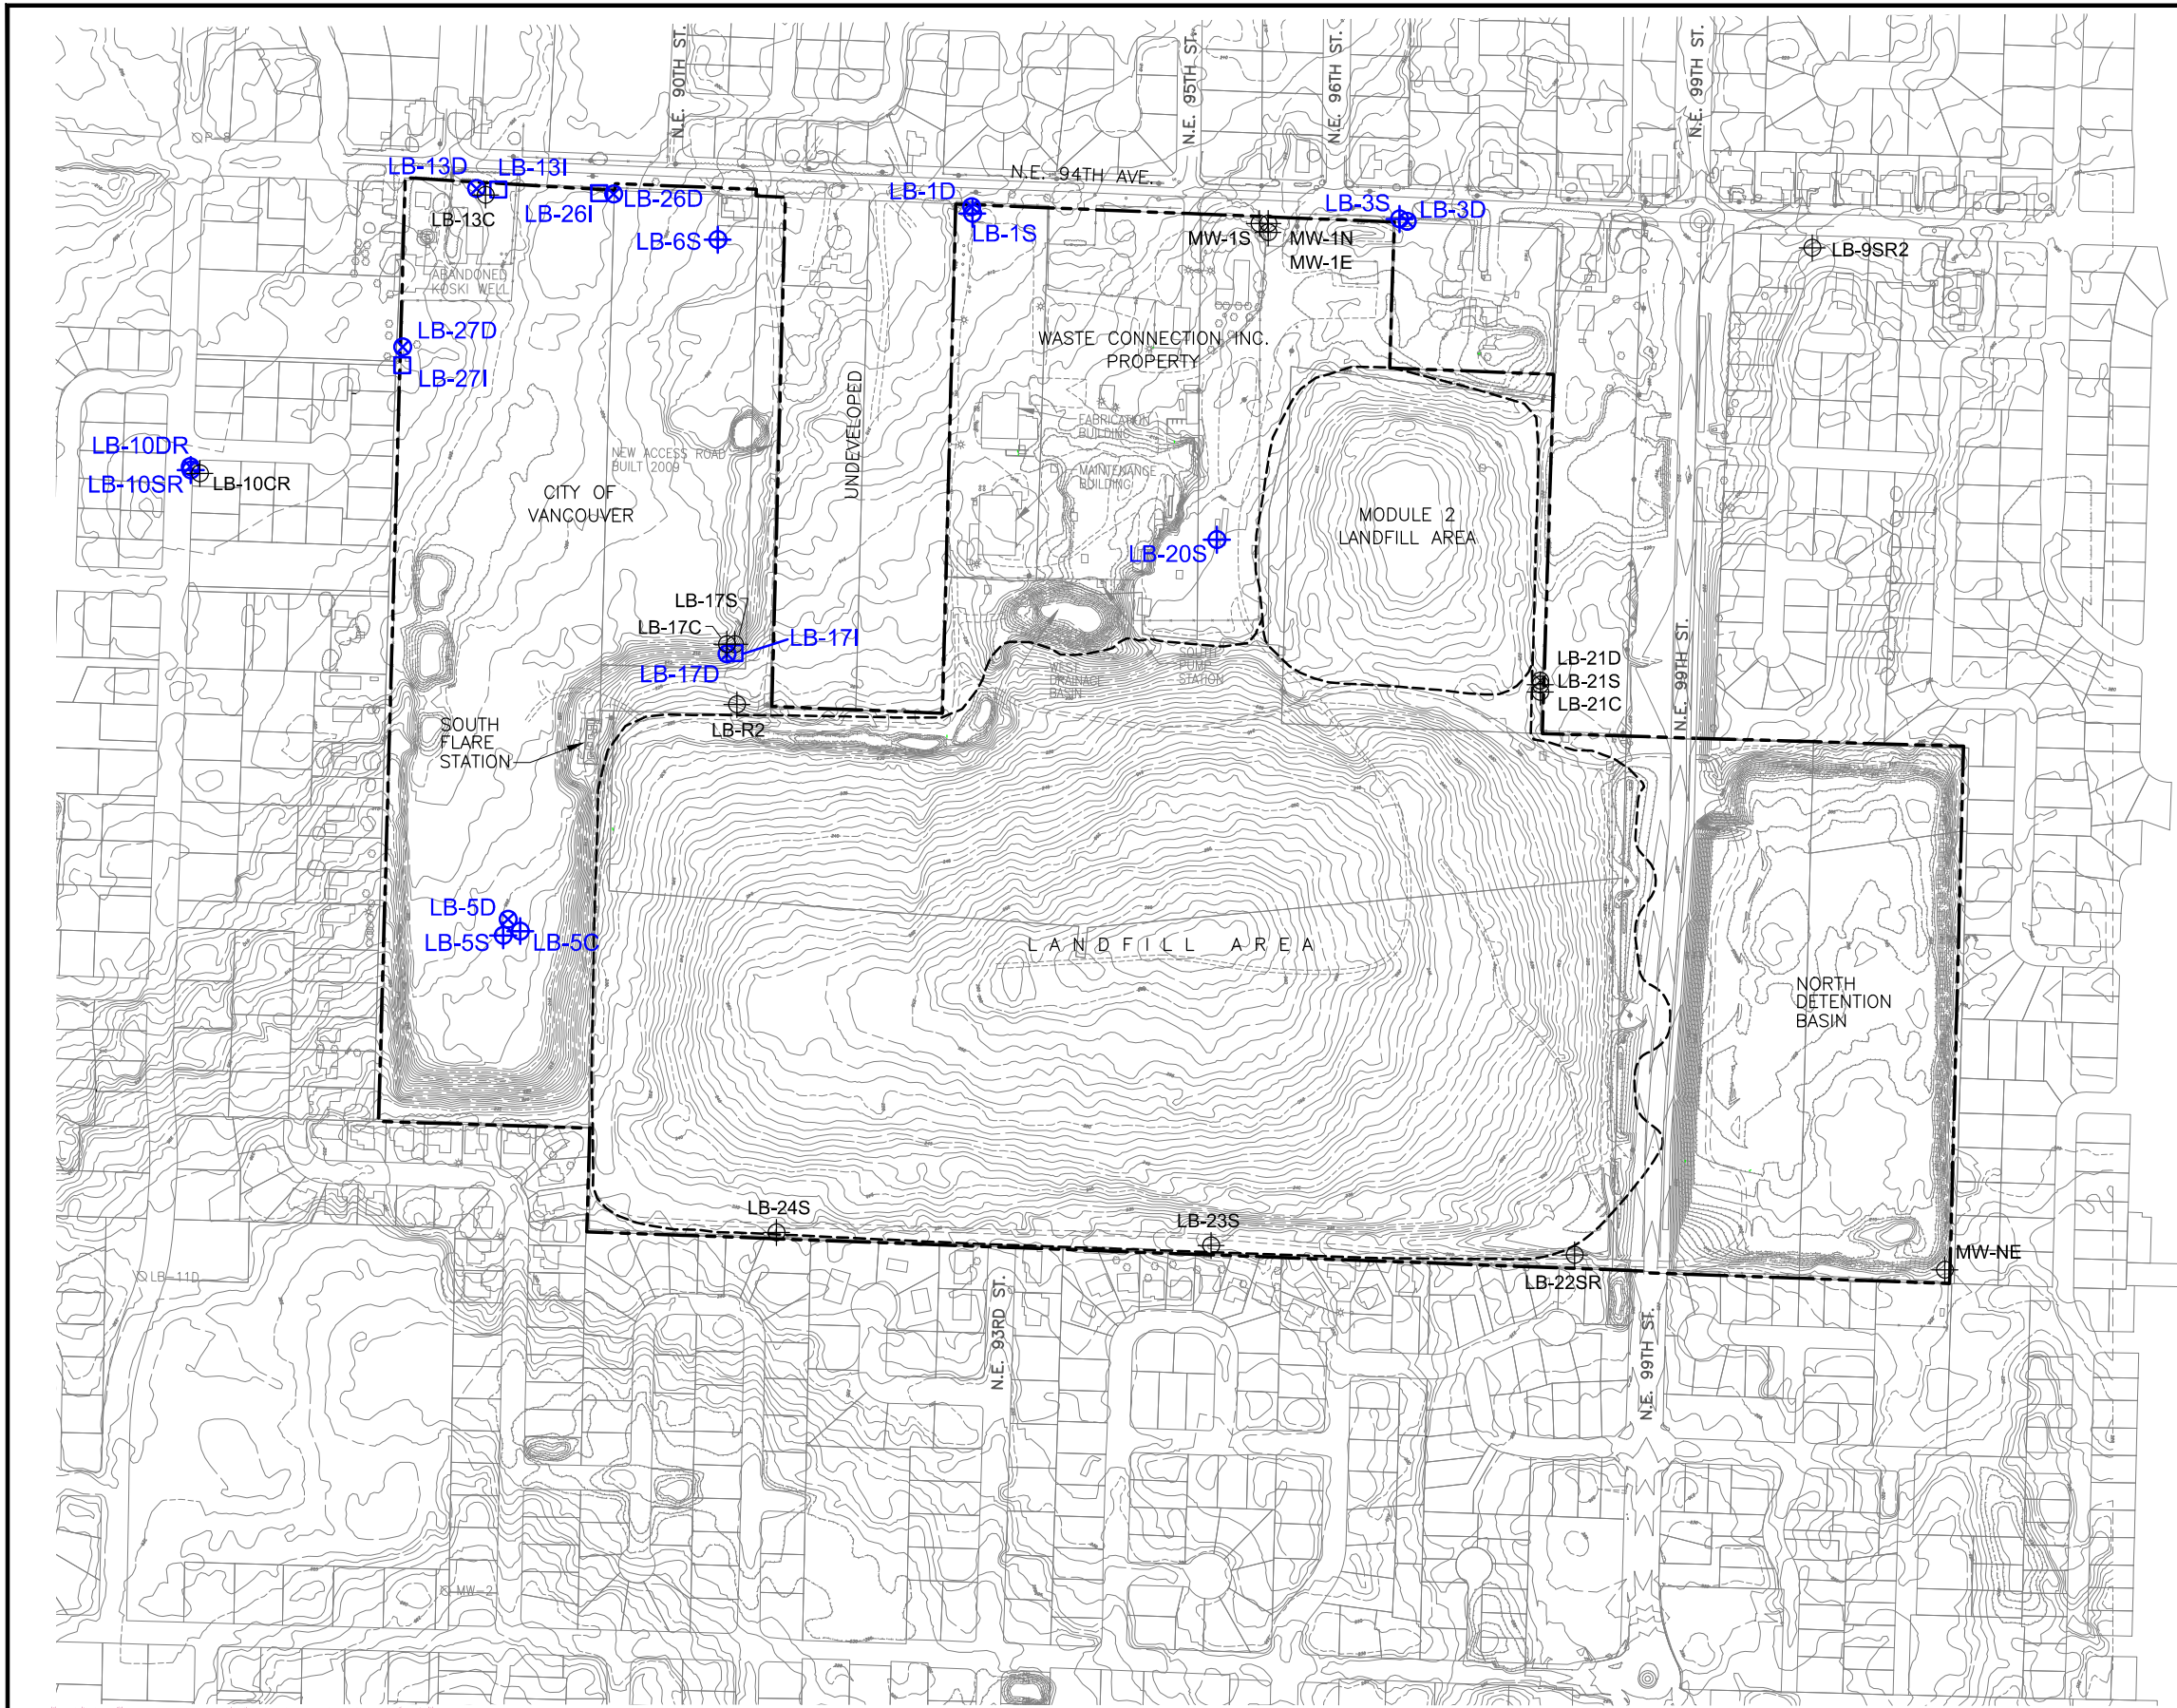 N.E. 90TH ST.
N.E. 95TH ST.
N.E. 96TH ST.
N.E. 99TH ST.
N.E. 94TH AVE.
LB-13D
LB-13I
LB-13C
LB-26I
LB-26D
LB-6S
LB-1D
LB-1S
MW-1S
MW-1N
MW-1E
LB-3S
LB-3D
LB-9SR2
ABANDONED
KOSKI WELL
LB-27D
LB-27I
WASTE CONNECTION INC.
PROPERTY
UNDEVELOPED
FABRICATION
BUILDING
MAINTENANCE
BUILDING
NEW ACCESS ROAD
BUILT 2009
LB-10DR
LB-10SR
LB-10CR
CITY OF
VANCOUVER
MODULE 2
LANDFILL AREA
LB-20S
LB-17S
LB-17C
LB-17I
LB-17D
WEST
DRAINAGE
BASIN
SOUTH
PUMP
STATION
N.E. 99TH ST.
LB-21D
LB-21S
LB-21C
LB-R2
SOUTH
FLARE
STATION
LB-5D
LB-5S
LB-5C
LANDFILL AREA
NORTH
DETENTION
BASIN
LB-24S
LB-23S
LB-22SR
MW-NE
LB-11D
N.E. 93RD ST.
N.E. 99TH ST.
MW-2